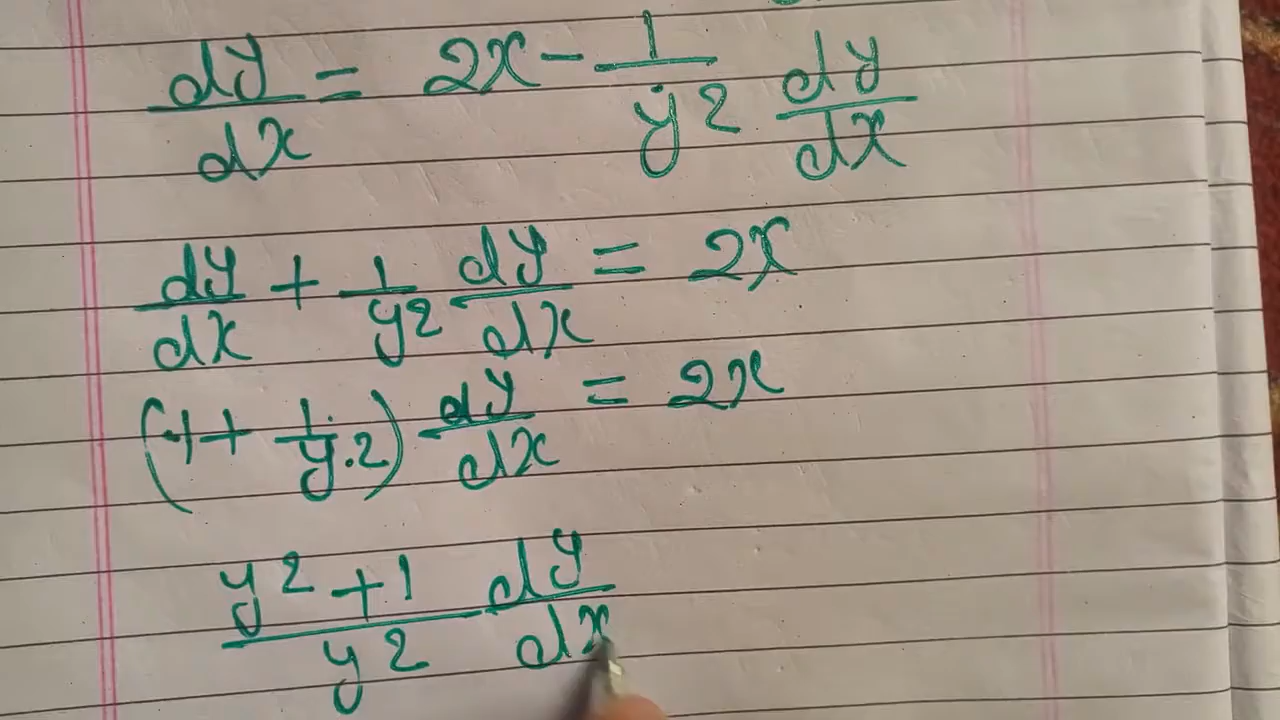 dy/dx = 2x - 1/y² dy/dx
dy/dx + 1/y² dy/dx = 2x
(1 + 1/y²) dy/dx = 2x
y² + 1/y² dy/dx